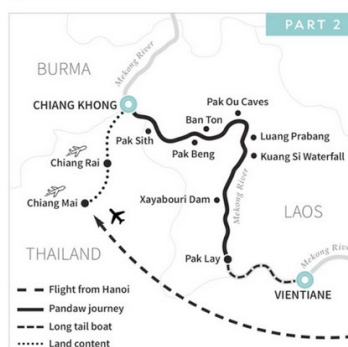 PART 2
BURMA
Mekong River
CHIANG KHONG
Pak Ou Caves
Ban Ton
Pak Sith
Luang Prabang
Pak Beng
Kuang Si Waterfall
Chiang Rai
Chiang Mai
Xayabouri Dam
Mekong River
LAOS
THAILAND
Pak Lay
Mekong River
VIENTIANE
Flight from Hanoi
Pandaw journey
Long tail boat
Land content